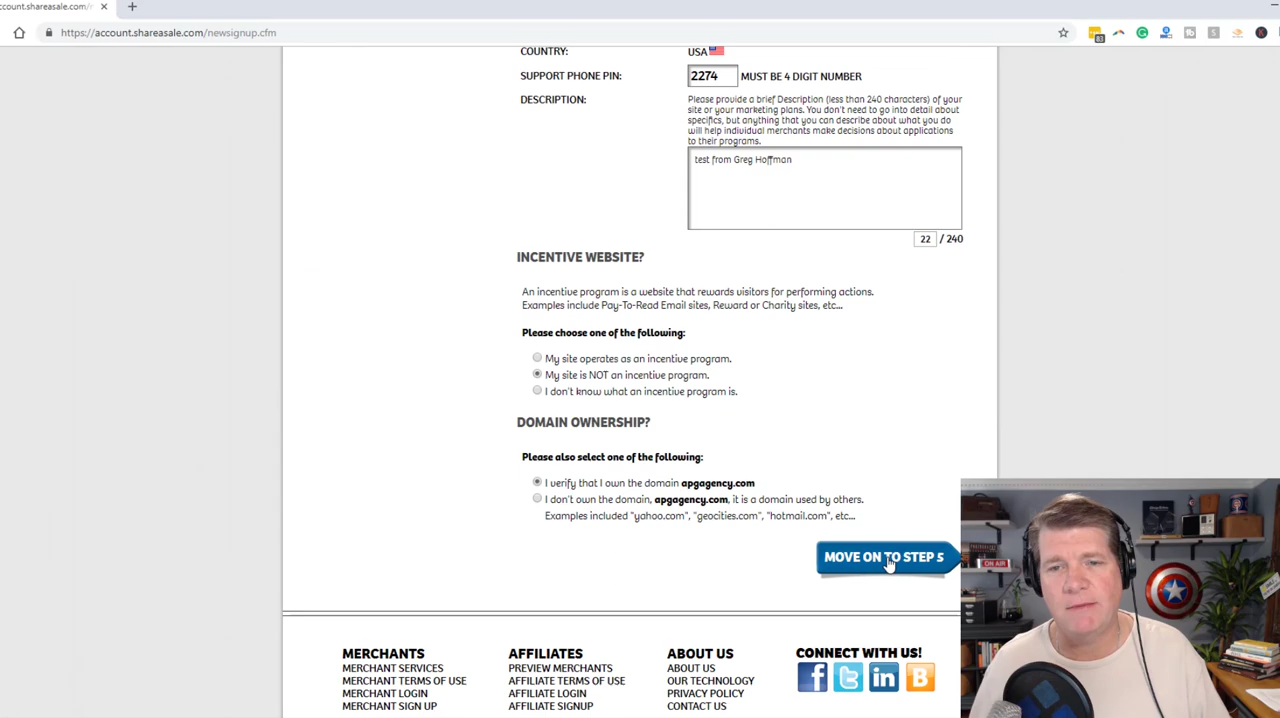 ccount.shareasale.com/
https://account.shareasale.com/newsignup.cfm
83
COUNTRY:
USA
SUPPORT PHONE PIN:
2274
MUST BE 4 DIGIT NUMBER
DESCRIPTION:
Please provide a brief Description (less than 240 characters) of your
site or your marketing plans. You don't need to go into detail about
specifics, but anything that you can describe about what you do
will help individual merchants make decisions about applications
to their programs.
test from Greg Hoffman
22 / 240
INCENTIVE WEBSITE?
An incentive program is a website that rewards visitors for performing actions.
Examples include Pay-To-Read Email sites, Reward or Charity sites, etc...
Please choose one of the following:
My site operates as an incentive program.
My site is NOT an incentive program.
I don't know what an incentive program is.
DOMAIN OWNERSHIP?
Please also select one of the following:
I verify that I own the domain apgagency.com
I don't own the domain, apgagency.com, it is a domain used by others.
Examples included "yahoo.com", "geocities.com", "hotmail.com", etc...
MOVE ON TO STEP 5
ON AIR
MERCHANTS
MERCHANT SERVICES
MERCHANT TERMS OF USE
MERCHANT LOGIN
MERCHANT SIGN UP
AFFILIATES
PREVIEW MERCHANTS
AFFILIATE TERMS OF USE
AFFILIATE LOGIN
AFFILIATE SIGNUP
ABOUT US
ABOUT US
OUR TECHNOLOGY
PRIVACY POLICY
CONTACT US
CONNECT WITH US!